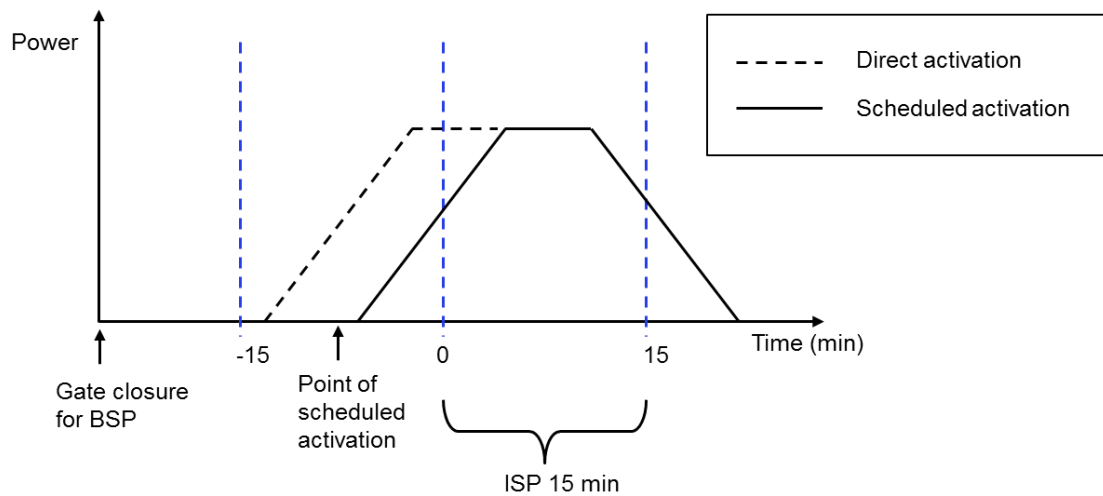 Power
Direct activation
Scheduled activation
-15
0
15
Time (min)
Gate closure
for BSP
Point of
scheduled
activation
ISP 15 min